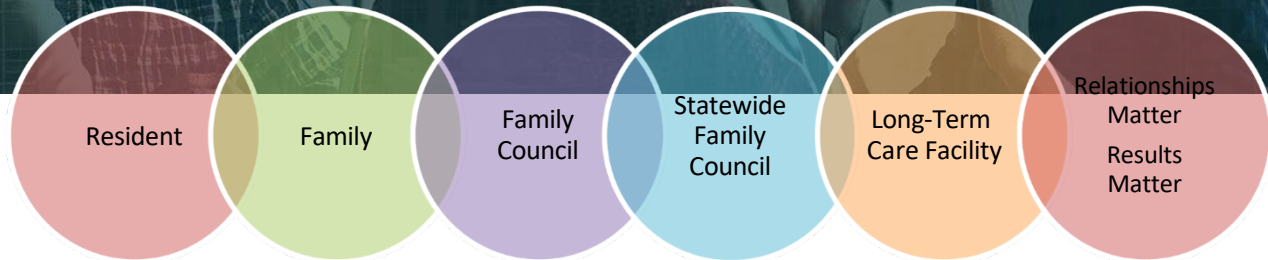 Resident
Family
Family
Council
Statewide
Family
Council
Long-Term
Care Facility
Relationships
Matter
Results
Matter